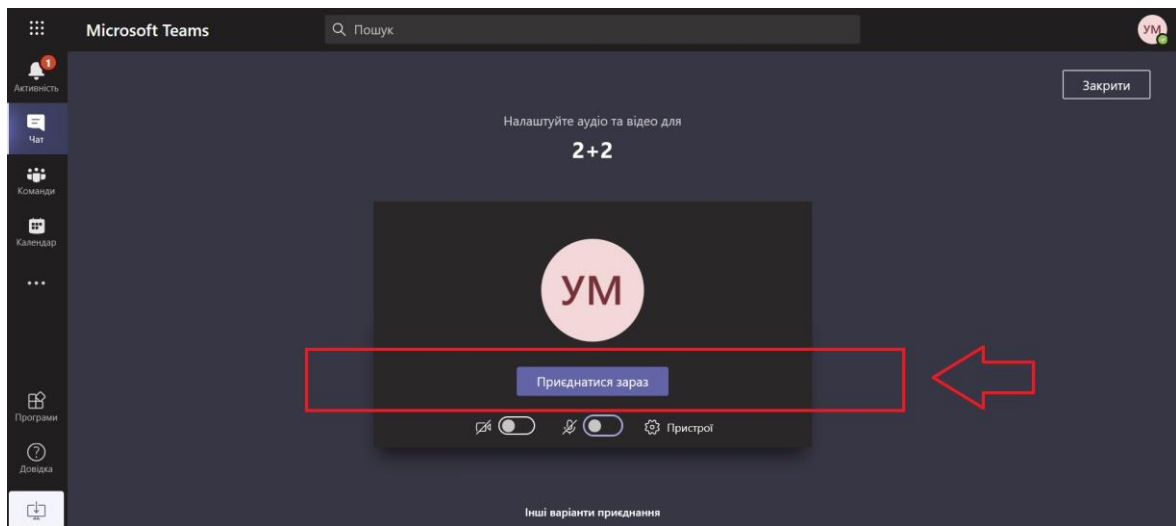 Microsoft Teams
Пошук
УМ
1
Активність
Чат
Команди
Календар
Програми
Довідка
Закрити
Налаштуйте аудіо та відео для
2+2
УМ
Приєднатися зараз
Пристрої
Інші варіанти приєднання